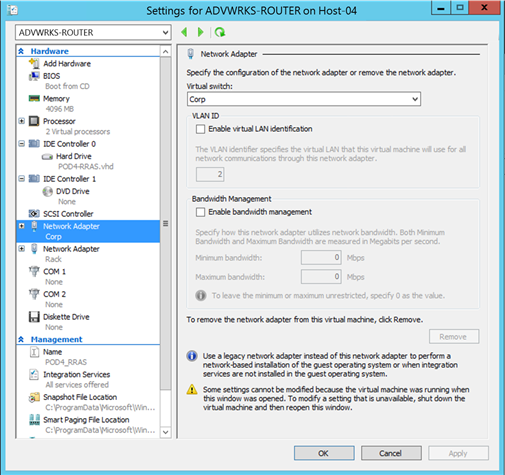 Settings for ADVWRKS-ROUTER on Host-04
ADVWRKS-ROUTER
Hardware
Add Hardware
BIOS
Boot from CD
Memory
4096 MB
Processor
2 Virtual processors
IDE Controller 0
Hard Drive
POD4-RRAS.vhd
IDE Controller 1
DVD Drive
None
SCSI Controller
Network Adapter
Corp
Network Adapter
Rack
COM 1
None
COM 2
None
Diskette Drive
None
Management
Name
POD4_RRAS
Integration Services
All services offered
Snapshot File Location
C:\ProgramData\Microsoft\Win...
Smart Paging File Location
C:\ProgramData\Microsoft\Win...
Network Adapter
Specify the configuration of the network adapter or remove the network adapter.
Virtual switch:
Corp
VLAN ID
Enable virtual LAN identification
The VLAN identifier specifies the virtual LAN that this virtual machine will use for all
network communications through this network adapter.
2
Bandwidth Management
Enable bandwidth management
Specify how this network adapter utilizes network bandwidth. Both Minimum
Bandwidth and Maximum Bandwidth are measured in Megabits per second.
Minimum bandwidth: 0 Mbps
Maximum bandwidth: 0 Mbps
To leave the minimum or maximum unrestricted, specify 0 as the value.
To remove the network adapter from this virtual machine, click Remove.
Remove
Use a legacy network adapter instead of this network adapter to perform a
network-based installation of the guest operating system or when integration
services are not installed in the guest operating system.
Some settings cannot be modified because the virtual machine was running when
this window was opened. To modify a setting that is unavailable, shut down the
virtual machine and then reopen this window.
OK
Cancel
Apply